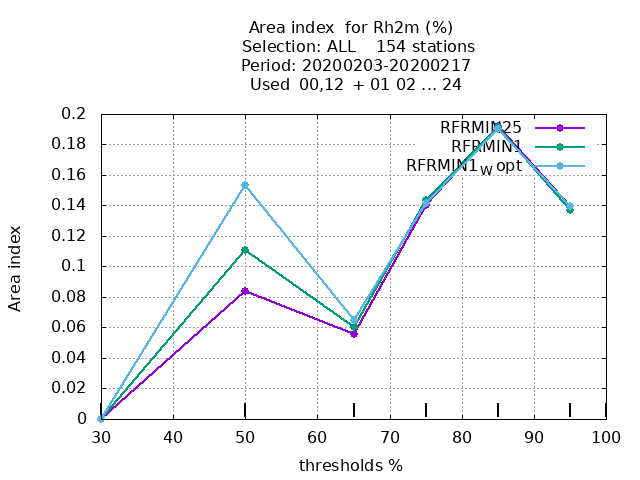 Area index for Rh2m (%)
Selection: ALL 154 stations
Period: 20200203-20200217
Used 00,12 + 01 02 ... 24
RFRMIN25
RFRMIN1
RFRMIN1W opt
0.2
0.18
0.16
0.14
0.12
0.1
0.08
0.06
0.04
0.02
0
Area index
30 40 50 60 70 80 90 100
thresholds %